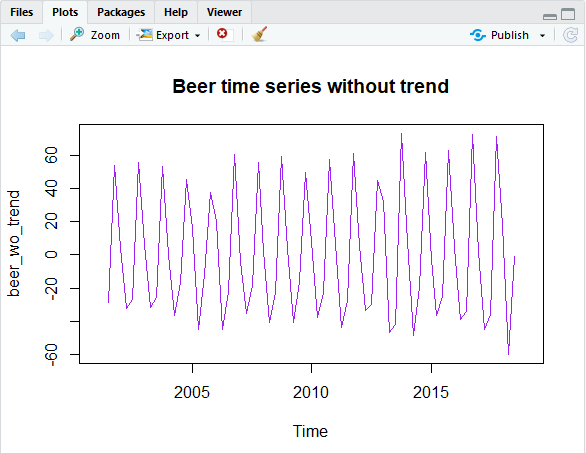 Files Plots Packages Help Viewer
Zoom Export Publish
Beer time series without trend
beer_wo_trend
60
40
20
0
-20
-60
2005 2010 2015
Time